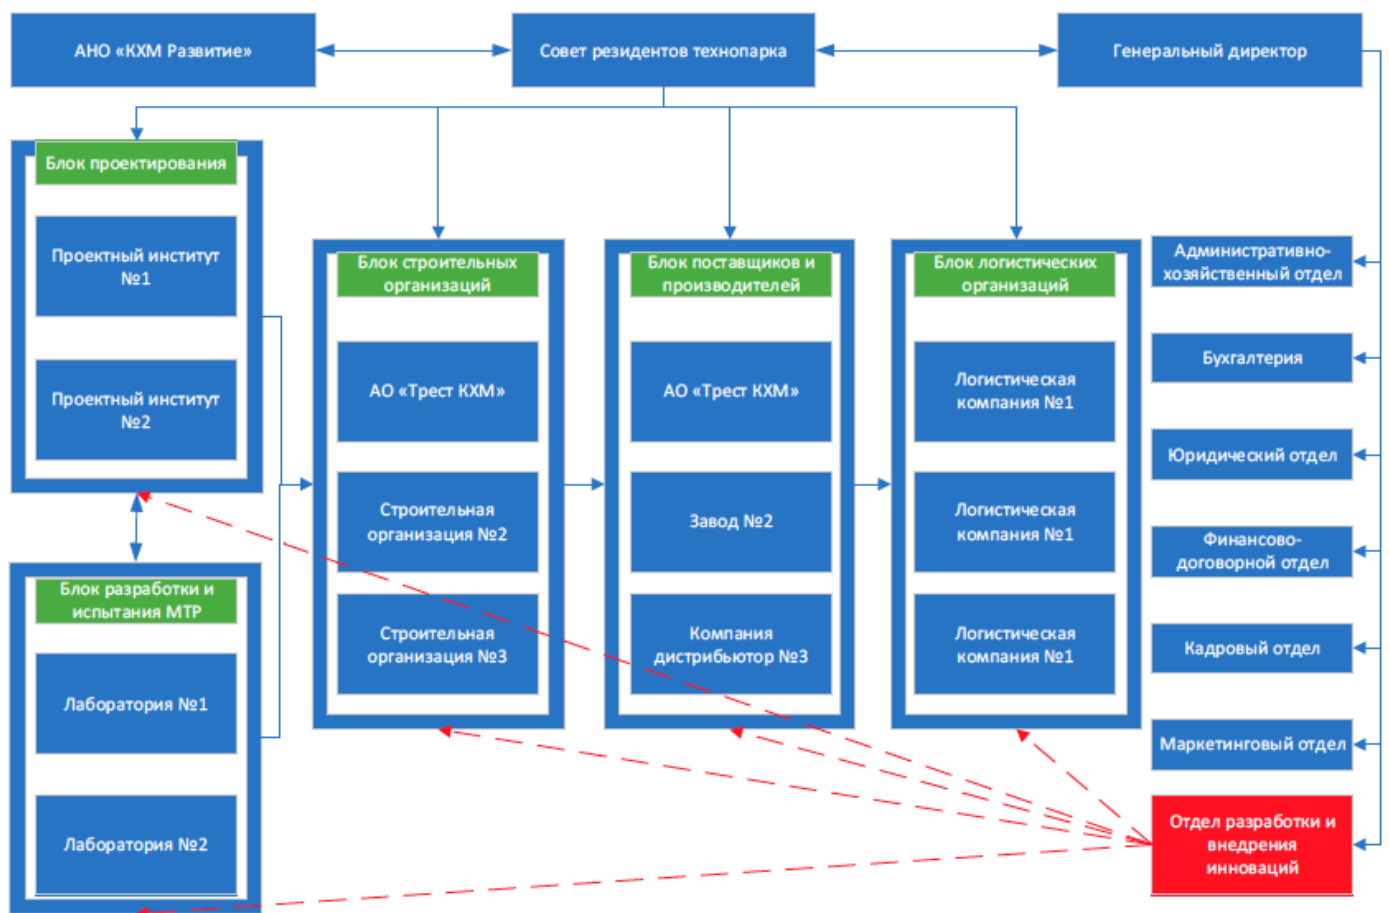 АНО «КХМ Развитие»
Совет резидентов технопарка
Генеральный директор
Блок проектирования
Проектный институт
№1
Проектный институт
№2
Блок разработки и
испытания МТР
Лаборатория №1
Лаборатория №2
Блок строительных
организаций
АО «Трест КХМ»
Строительная
организация №2
Строительная
организация №3
Блок поставщиков и
производителей
АО «Трест КХМ»
Завод №2
Компания
дистрибьютор №3
Блок логистических
организаций
Логистическая
компания №1
Логистическая
компания №1
Логистическая
компания №1
Административно-
хозяйственный отдел
Бухгалтерия
Юридический отдел
Финансово-
договорной отдел
Кадровый отдел
Маркетинговый отдел
Отдел разработки и
внедрения
инноваций